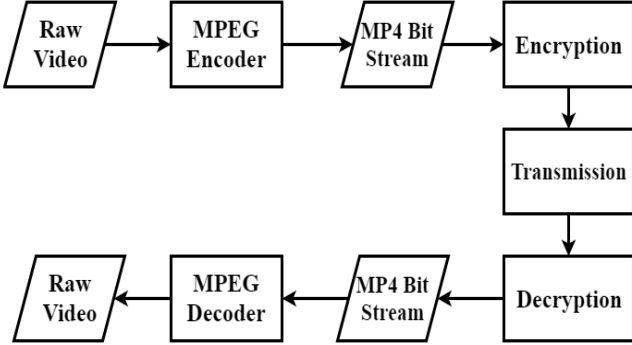 Raw
Video
MPEG
Encoder
MP4 Bit
Stream
Encryption
Transmission
Decryption
MP4 Bit
Stream
MPEG
Decoder
Raw
Video